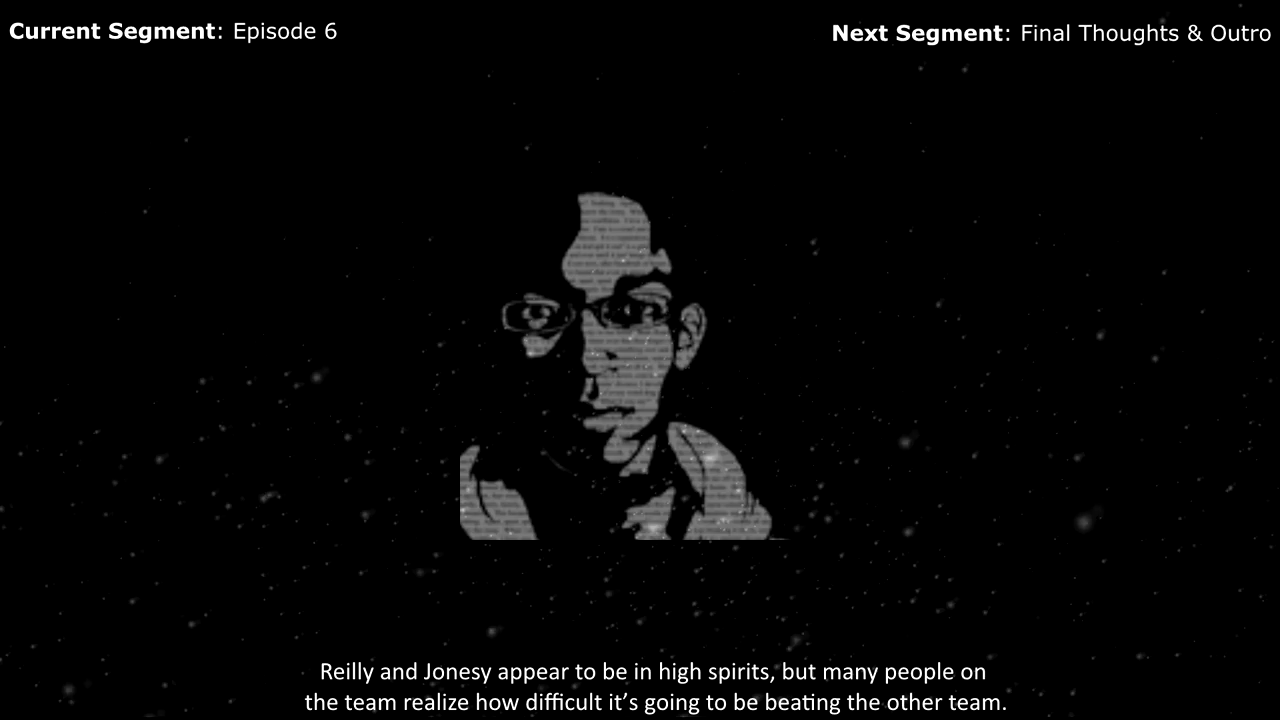 Current Segment: Episode 6
Next Segment: Final Thoughts & Outro
Reilly and Jonesy appear to be in high spirits, but many people on
the team realize how difficult it’s going to be beating the other team.